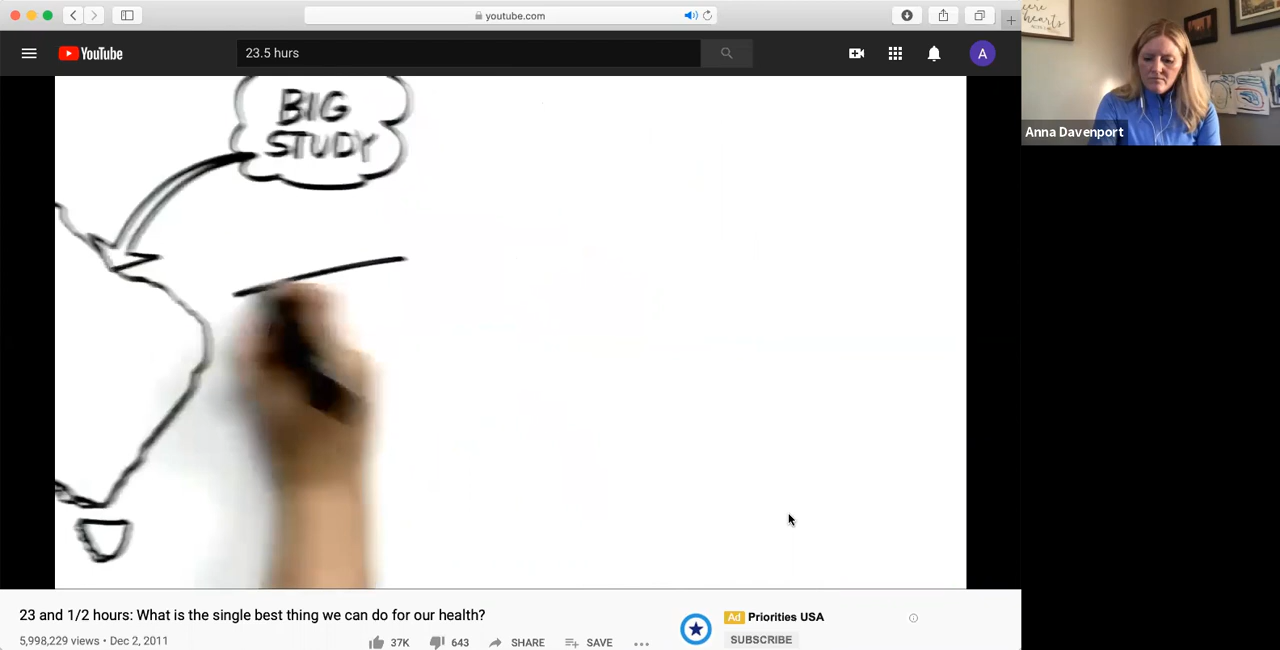 youtube.com
YouTube
23.5 hurs
A
BIG
STUDY
Anna Davenport
hearts
23 and 1/2 hours: What is the single best thing we can do for our health?
5,998,229 views • Dec 2, 2011
37K
643
SHARE
SAVE
Ad Priorities USA
SUBSCRIBE